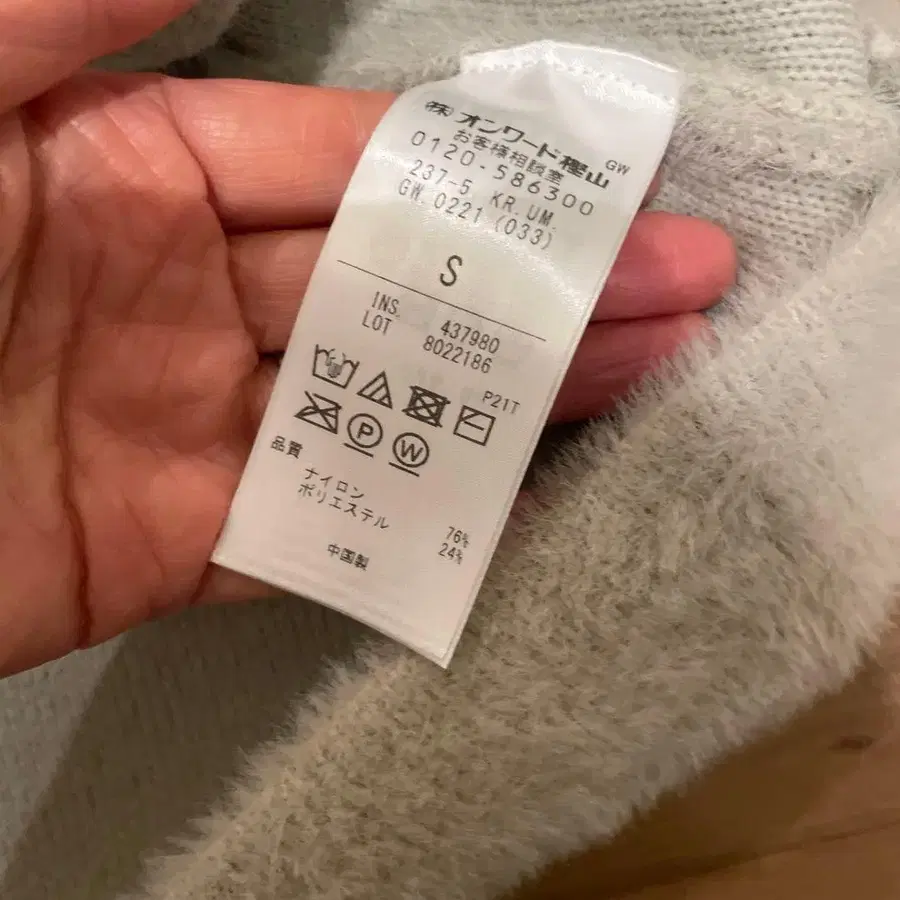 ㈱オンワード樫山 GW
お客様相談室
0120-586300
237-5. KR.UM.
GW.0221 (033)
S
INS. 437980
LOT 8022186
P21T
P W
品質
ナイロン 76%
ポリエステル 24%
中国製